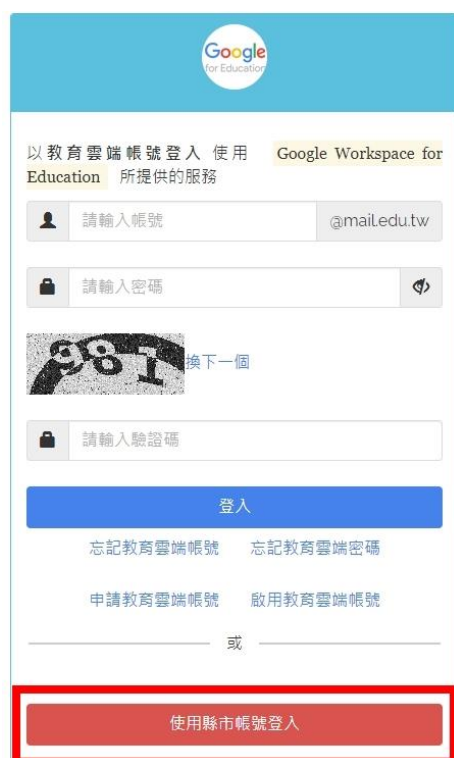 Google
for Education
以教育雲端帳號登入 使用 Google Workspace for
Education 所提供的服務
請輸入帳號 @mail.edu.tw
請輸入密碼
981 換下一個
請輸入驗證碼
登入
忘記教育雲端帳號 忘記教育雲端密碼
申請教育雲端帳號 啟用教育雲端帳號
或
使用縣市帳號登入